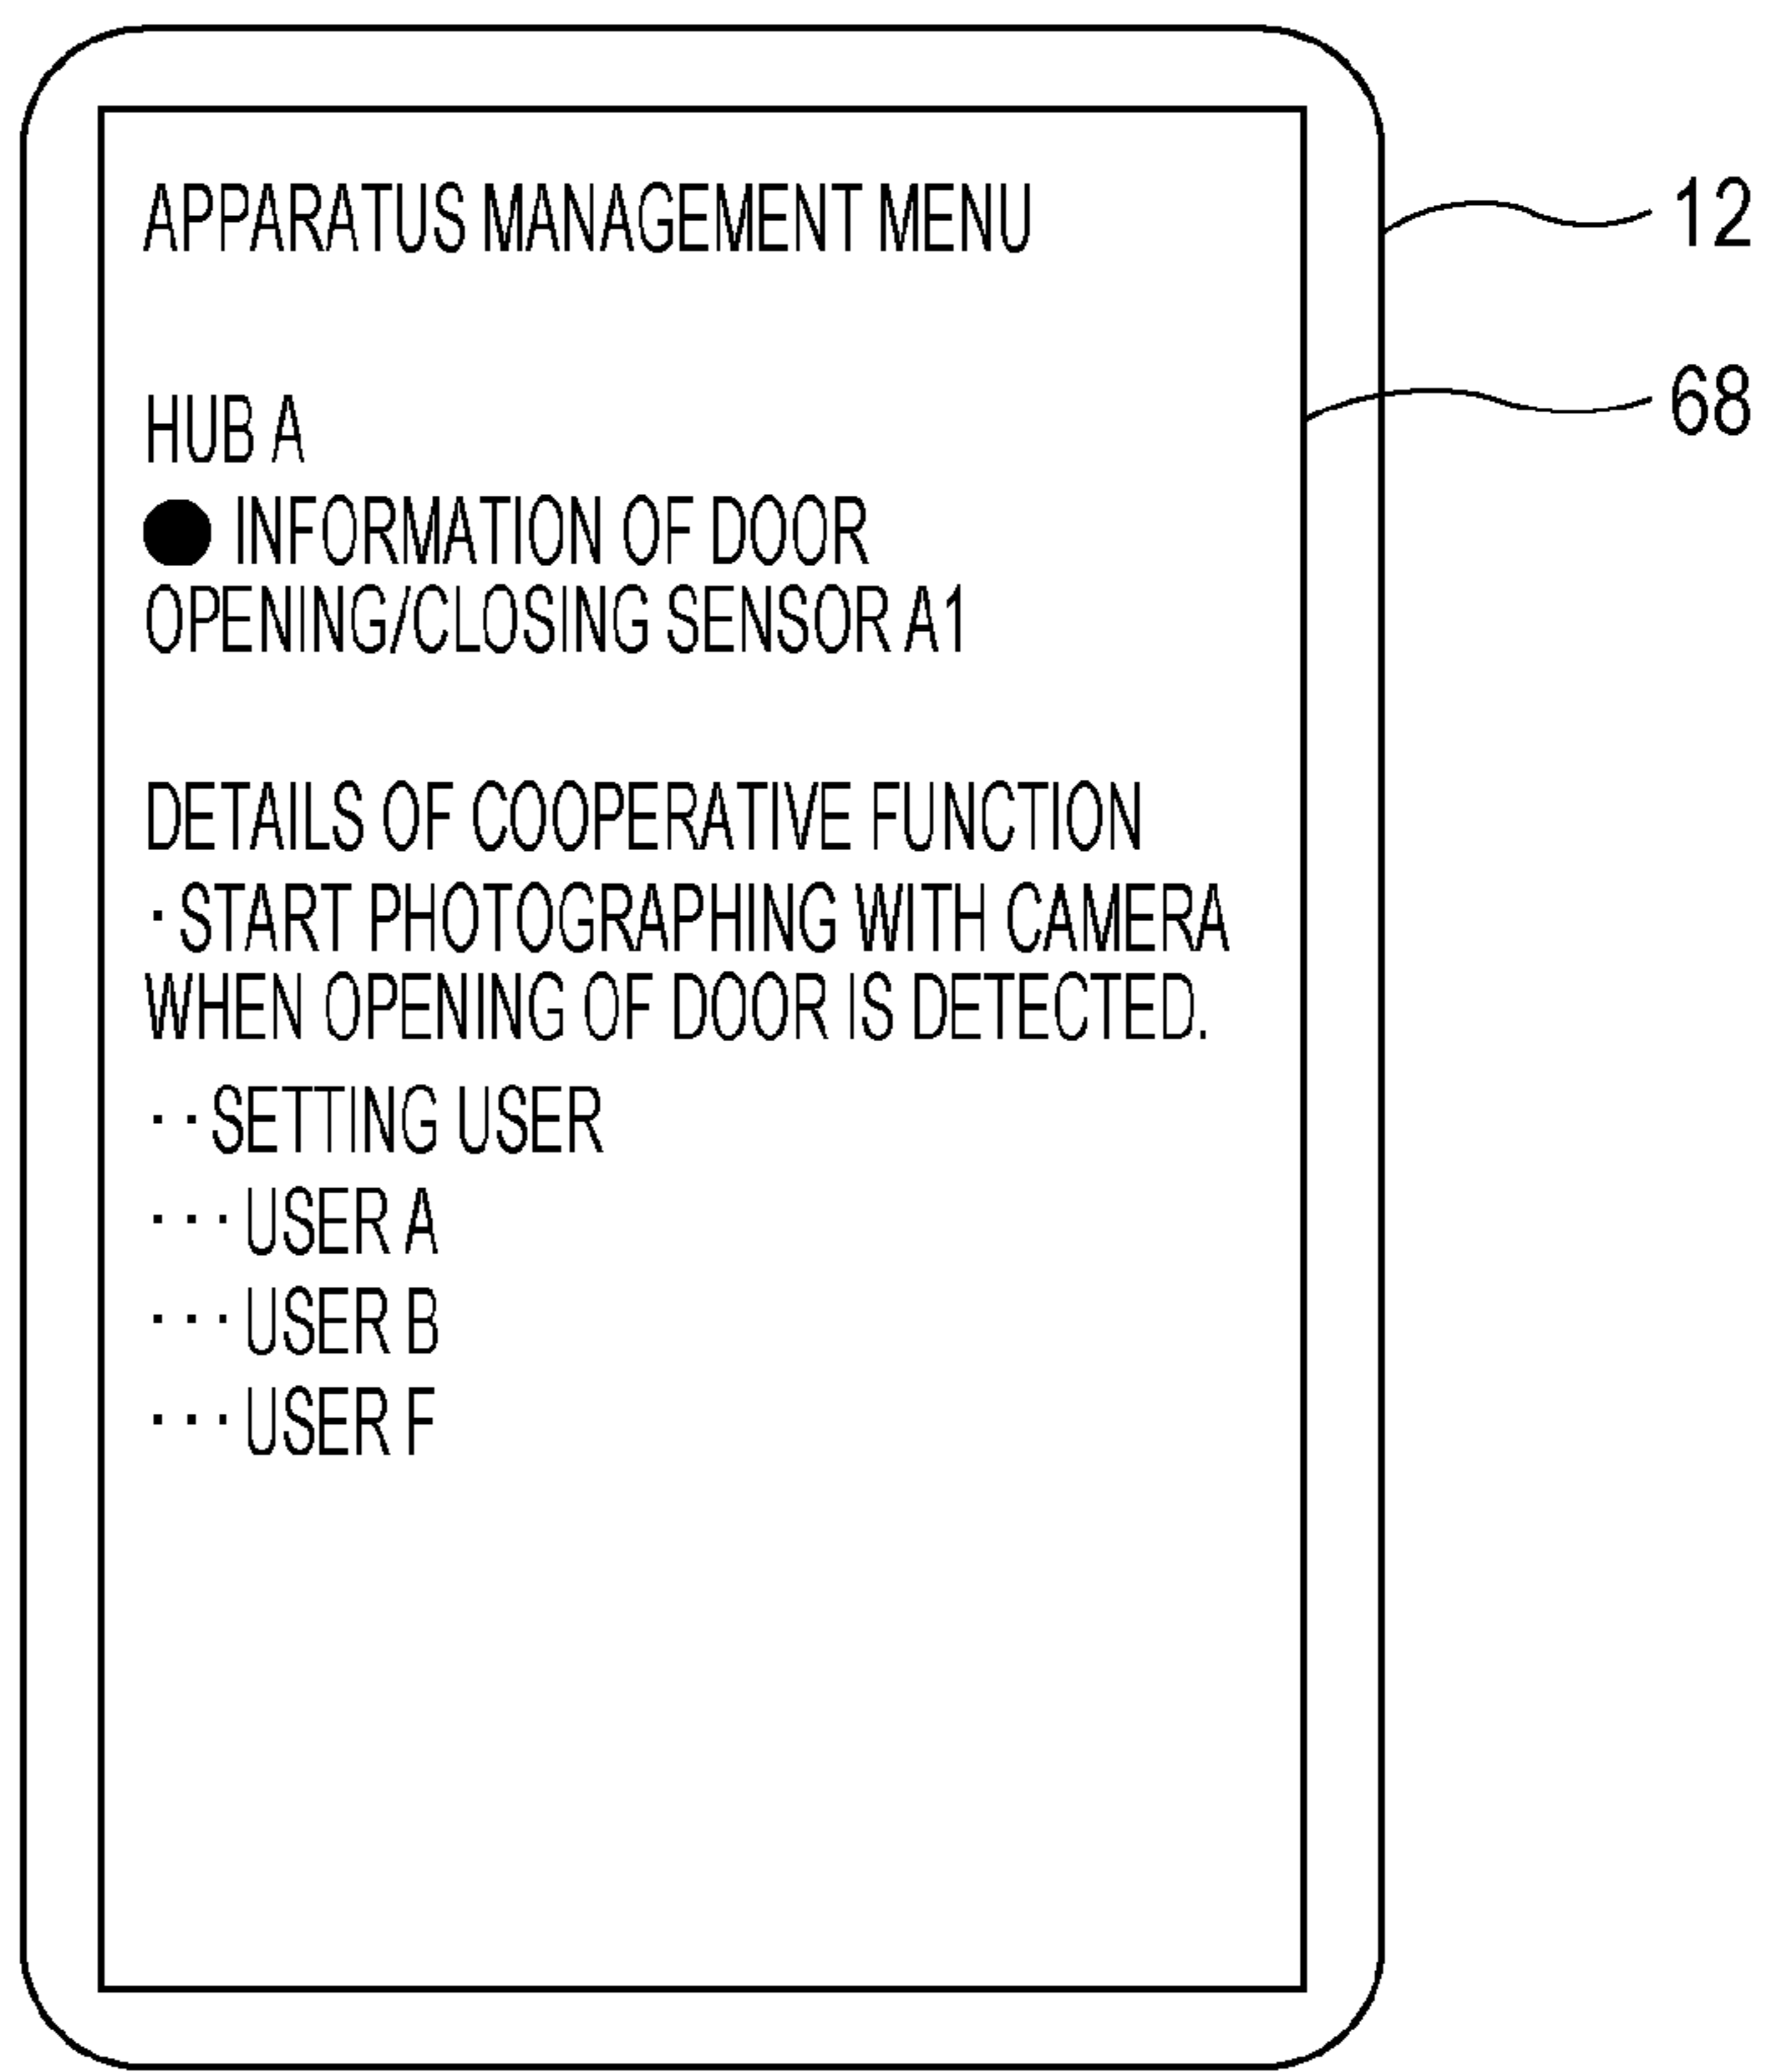 APPARATUS MANAGEMENT MENU
12
68
HUB A
● INFORMATION OF DOOR
OPENING/CLOSING SENSOR A1
DETAILS OF COOPERATIVE FUNCTION
·START PHOTOGRAPHING WITH CAMERA
WHEN OPENING OF DOOR IS DETECTED.
··SETTING USER
···USER A
···USER B
···USER F